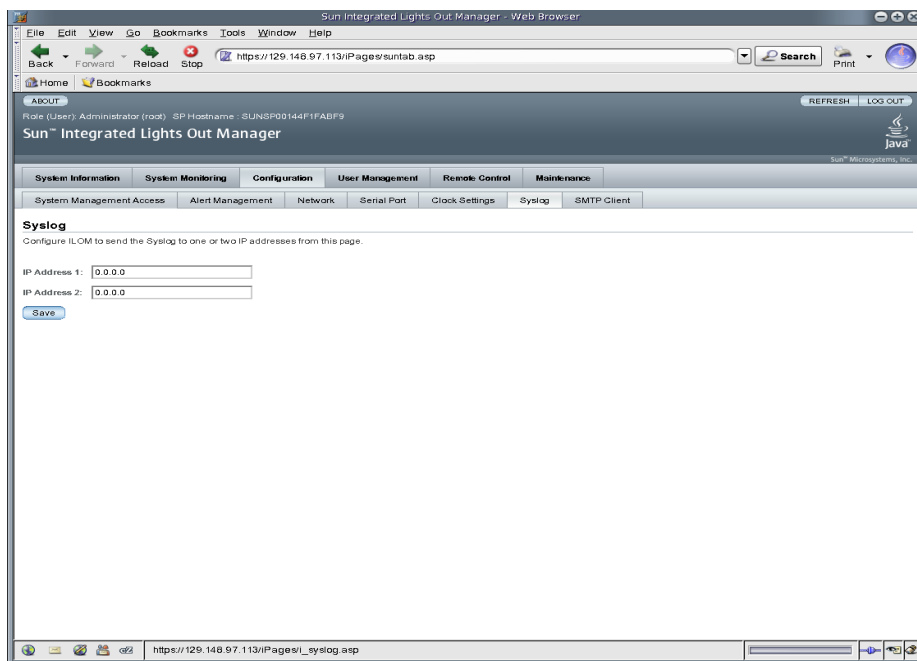 Sun Integrated Lights Out Manager - Web Browser
File Edit View Go Bookmarks Tools Window Help
Back Forward Reload Stop https://129.148.97.113/iPages/suntab.asp Search Print
Home Bookmarks
ABOUT REFRESH LOG OUT
Role (User): Administrator (root) SP Hostname : SUNSP00144F1FABF9
Sun™ Integrated Lights Out Manager
Java
Sun™ Microsystems, Inc.
System Information System Monitoring Configuration User Management Remote Control Maintenance
System Management Access Alert Management Network Serial Port Clock Settings Syslog SMTP Client
Syslog
Configure ILOM to send the Syslog to one or two IP addresses from this page.
IP Address 1: 0.0.0.0
IP Address 2: 0.0.0.0
Save
https://129.148.97.113/iPages/i_syslog.asp